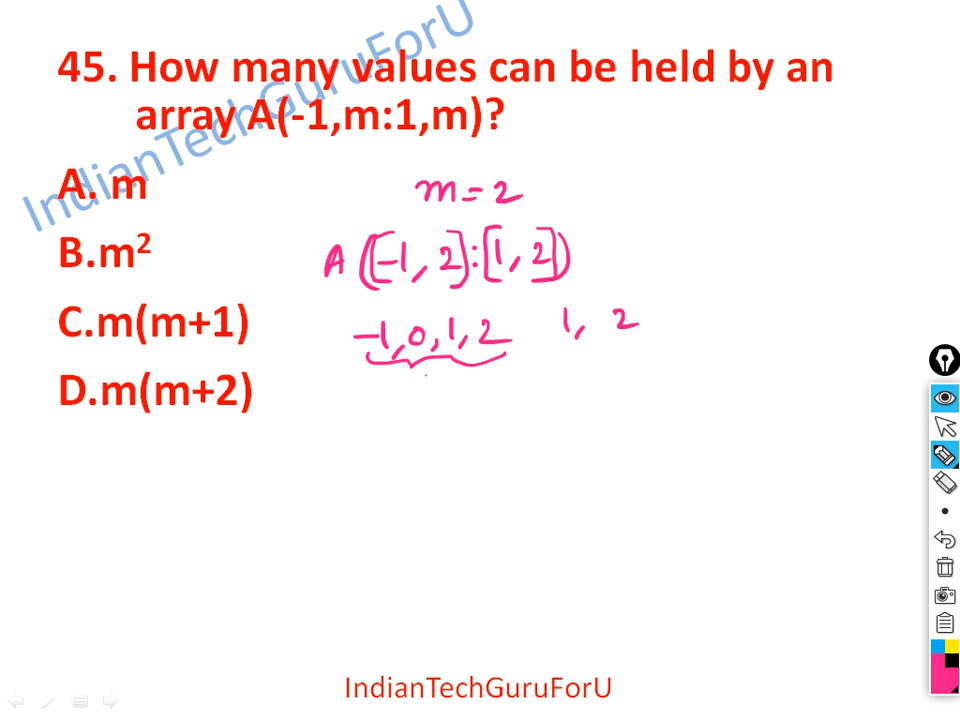 45. How many values can be held by an
array A(-1,m:1,m)?
IndianTechGuruForU
A. m
m = 2
B.m²
A ([-1, 2]:[1, 2])
C.m(m+1)
-1, 0, 1, 2 1, 2
D.m(m+2)
IndianTechGuruForU